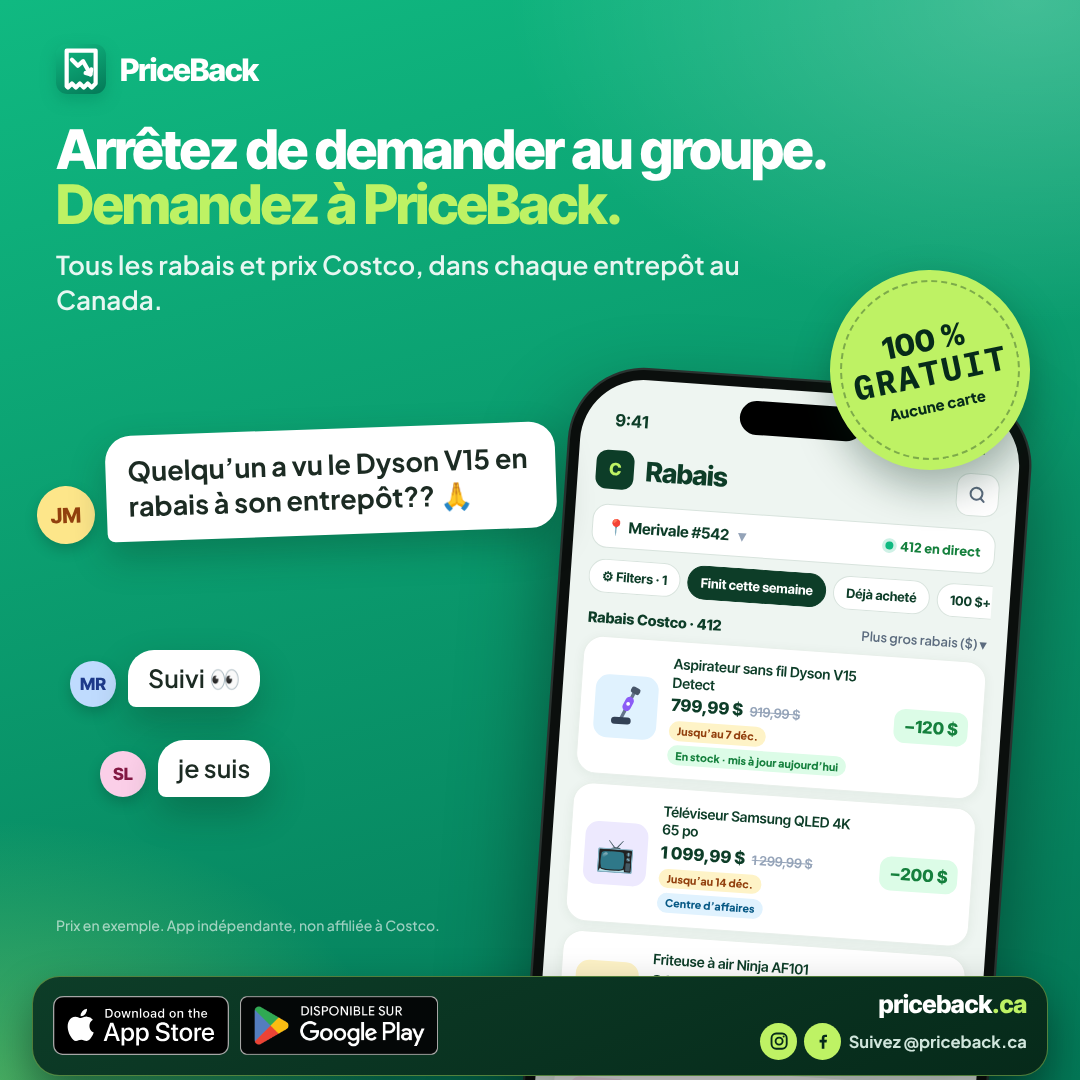 PriceBack
Arrêtez de demander au groupe.
Demandez à PriceBack.
Tous les rabais et prix Costco, dans chaque entrepôt au
Canada.
100 %
GRATUIT
Aucune carte
Quelqu’un a vu le Dyson V15 en
rabais à son entrepôt?? 🙏
JM
MR
Suivi 👀
SL
je suis
9:41
C
Rabais
📍 Merivale #542 ▼
412 en direct
⚙ Filters · 1
Finit cette semaine
Déjà acheté
100 $+
Rabais Costco · 412
Plus gros rabais ($) ▾
Aspirateur sans fil Dyson V15
Detect
799,99 $ 919,99 $
−120 $
Jusqu’au 7 déc.
En stock · mis à jour aujourd’hui
Téléviseur Samsung QLED 4K
65 po
1 099,99 $ 1 299,99 $
−200 $
Jusqu’au 14 déc.
Centre d’affaires
Friteuse à air Ninja AF101
Prix en exemple. App indépendante, non affiliée à Costco.
Download on the
App Store
DISPONIBLE SUR
Google Play
priceback.ca
Suivez @priceback.ca